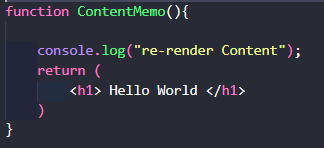 function ContentMemo(){
console.log("re-render Content");
return (
<h1> Hello World </h1>
)
}